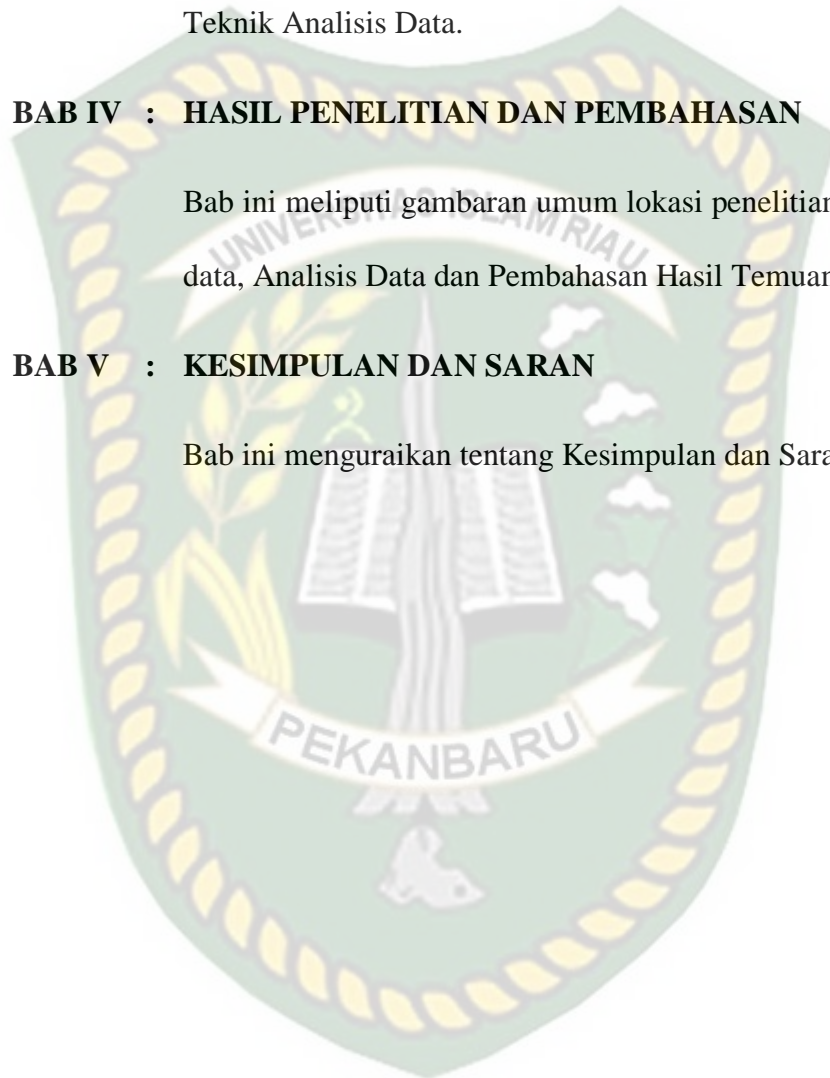 Teknik Analisis Data.
BAB IV : HASIL PENELITIAN DAN PEMBAHASAN
Bab ini meliputi gambaran umum lokasi penelitian
data, Analisis Data dan Pembahasan Hasil Temuan
BAB V : KESIMPULAN DAN SARAN
Bab ini menguraikan tentang Kesimpulan dan Sara
UNIVERSITAS ISLAM RIAU
PEKANBARU